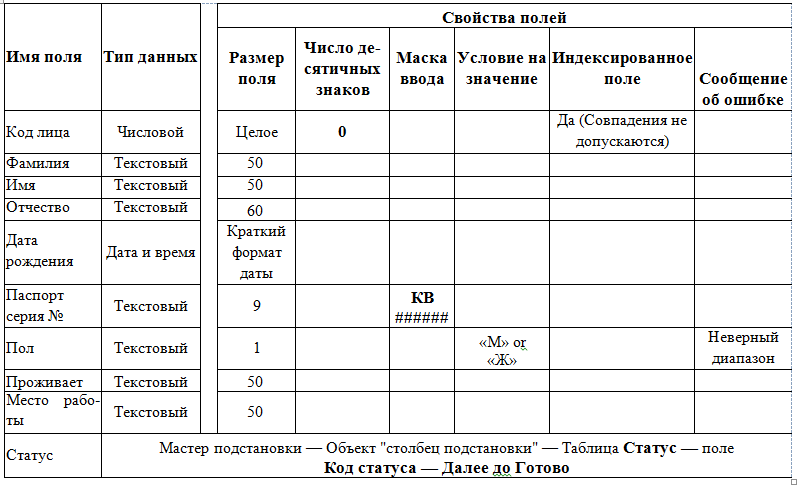 Свойства полей
Имя поля Тип данных Размер поля Число де-сятичных знаков Маска ввода Условие на значение Индексированное поле Сообщение об ошибке
Код лица Числовой Целое 0 Да (Совпадения не допускаются)
Фамилия Текстовый 50
Имя Текстовый 50
Отчество Текстовый 60
Дата рождения Дата и время Краткий формат даты
Паспорт серия № Текстовый 9 КВ ######
Пол Текстовый 1 «М» or «Ж» Неверный диапазон
Проживает Текстовый 50
Место рабо-ты Текстовый 50
Статус Мастер подстановки — Объект "столбец подстановки" — Таблица Статус — поле
Код статуса — Далее до Готово